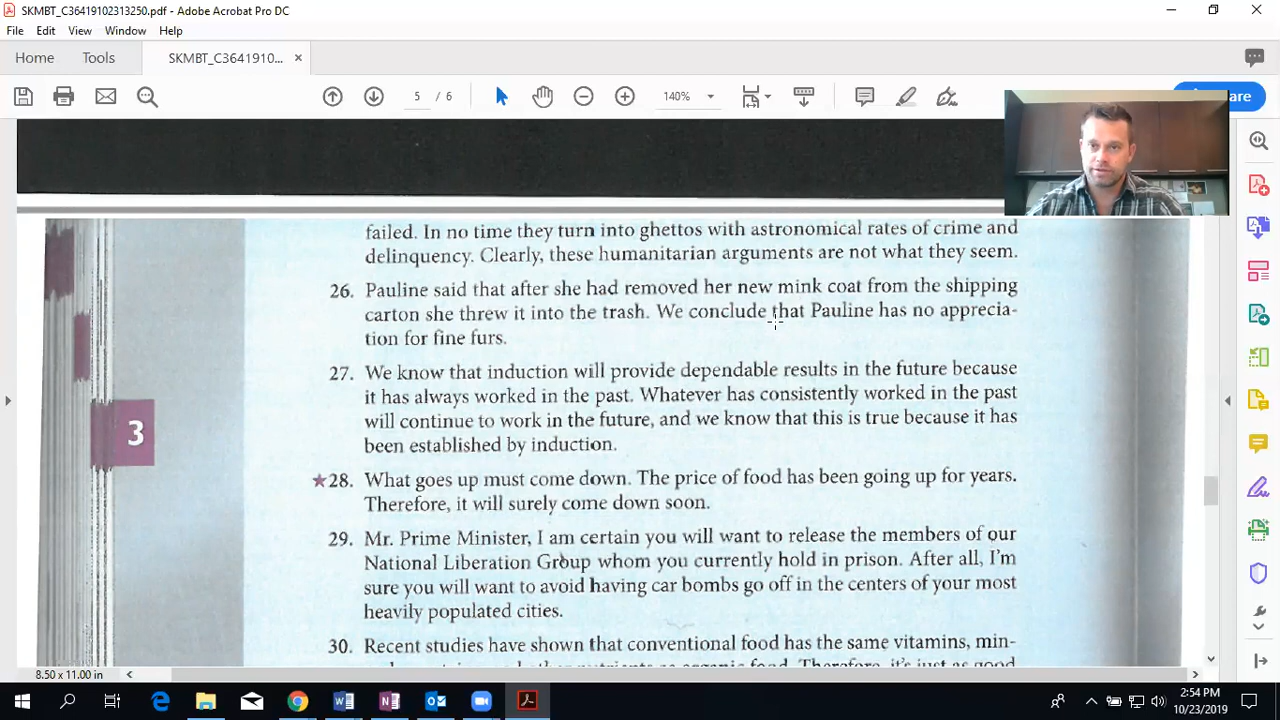 SKMBT_C36419102313250.pdf - Adobe Acrobat Pro DC
File Edit View Window Help
Home Tools SKMBT_C3641910... ×
5 / 6 140% Share
failed. In no time they turn into ghettos with astronomical rates of crime and
delinquency. Clearly, these humanitarian arguments are not what they seem.
26. Pauline said that after she had removed her new mink coat from the shipping
carton she threw it into the trash. We conclude that Pauline has no apprecia-
tion for fine furs.
27. We know that induction will provide dependable results in the future because
it has always worked in the past. Whatever has consistently worked in the past
will continue to work in the future, and we know that this is true because it has
been established by induction.
3
★28. What goes up must come down. The price of food has been going up for years.
Therefore, it will surely come down soon.
29. Mr. Prime Minister, I am certain you will want to release the members of our
National Liberation Group whom you currently hold in prison. After all, I'm
sure you will want to avoid having car bombs go off in the centers of your most
heavily populated cities.
30. Recent studies have shown that conventional food has the same vitamins, min-
food. Therefore, it's just as good
8.50 x 11.00 in
2:54 PM
10/23/2019